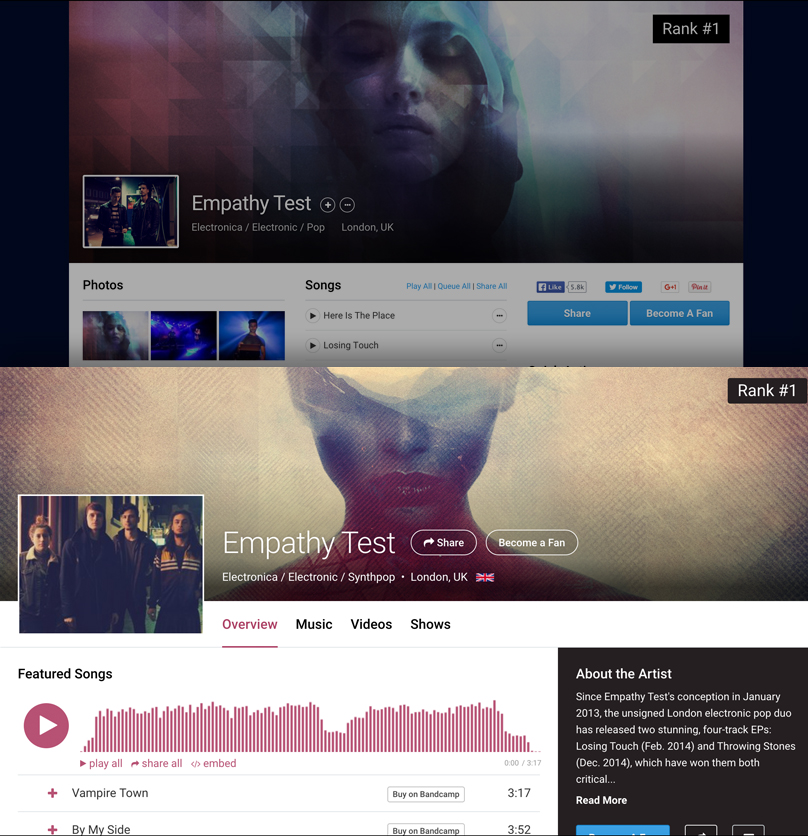 Rank #1
Empathy Test
Electronica / Electronic / Pop London, UK
Photos
Songs
Play All | Queue All | Share All
Here Is The Place
Losing Touch
Like 5.8k
Follow
G+1
Pin it
Share
Become A Fan
Rank #1
Empathy Test
Share
Become a Fan
Electronica / Electronic / Synthpop • London, UK
Overview Music Videos Shows
Featured Songs
play all share all </> embed
0:00 / 3:17
+ Vampire Town Buy on Bandcamp 3:17
+ By My Side Buy on Bandcamp 3:52
About the Artist
Since Empathy Test's conception in January
2013, the unsigned London electronic pop duo
has released two stunning, four-track EPs:
Losing Touch (Feb. 2014) and Throwing Stones
(Dec. 2014), which have won them both
critical...
Read More